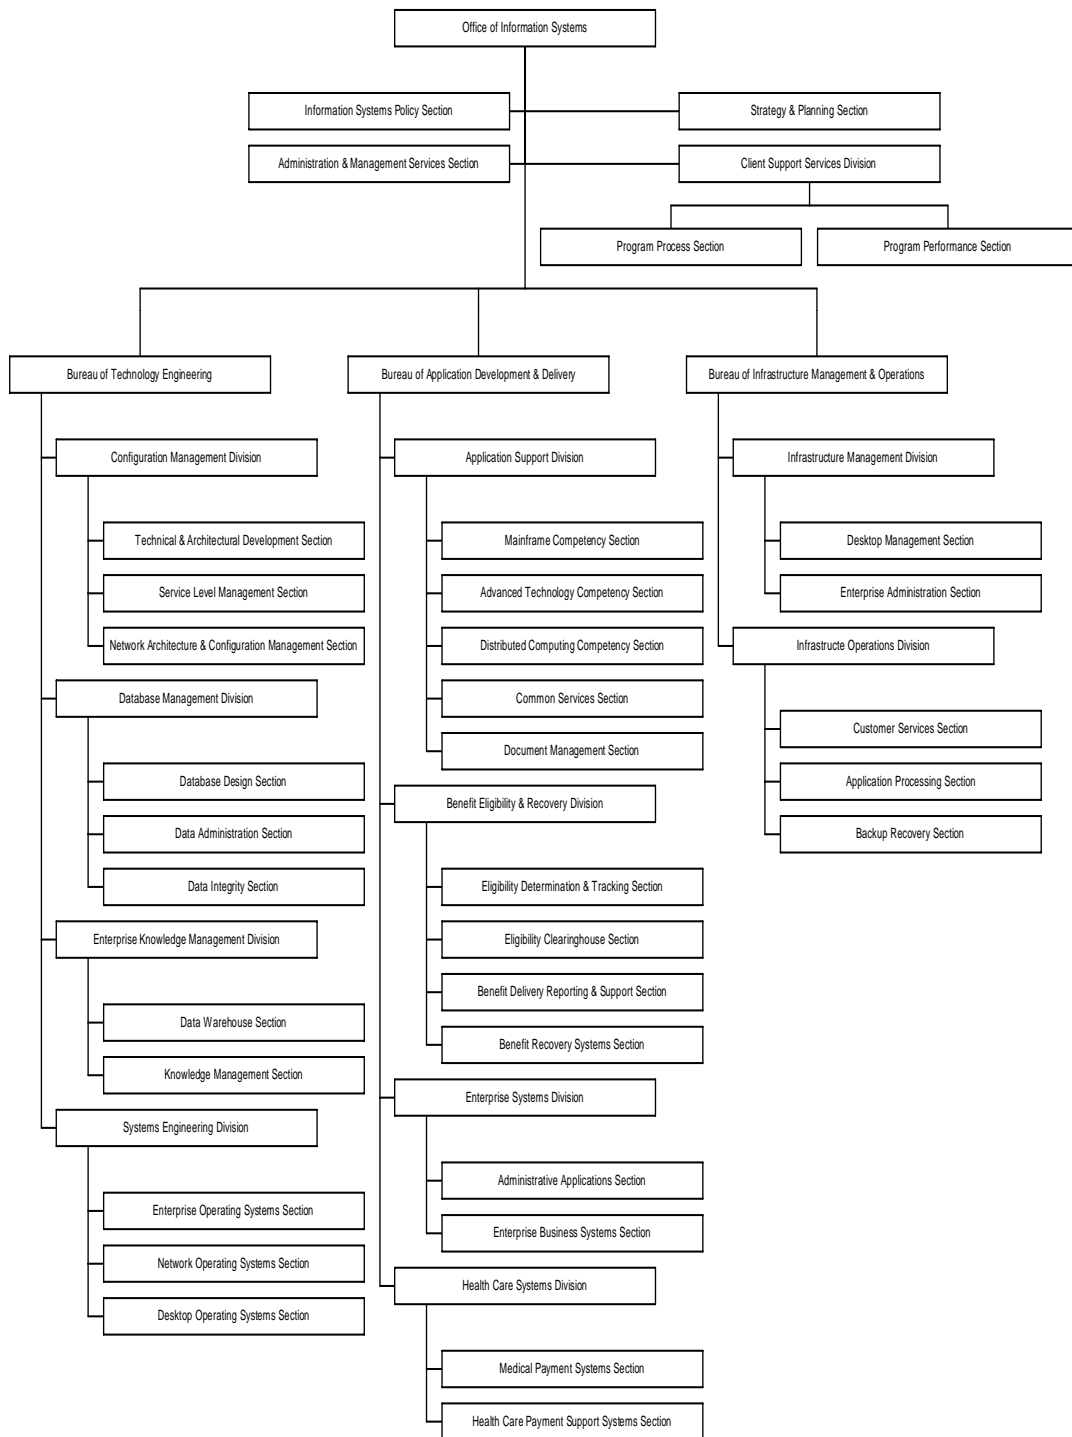 Office of Information Systems
Information Systems Policy Section
Strategy & Planning Section
Administration & Management Services Section
Client Support Services Division
Program Process Section
Program Performance Section
Bureau of Technology Engineering
Bureau of Application Development & Delivery
Bureau of Infrastructure Management & Operations
Configuration Management Division
Technical & Architectural Development Section
Service Level Management Section
Network Architecture & Configuration Management Section
Database Management Division
Database Design Section
Data Administration Section
Data Integrity Section
Enterprise Knowledge Management Division
Data Warehouse Section
Knowledge Management Section
Systems Engineering Division
Enterprise Operating Systems Section
Network Operating Systems Section
Desktop Operating Systems Section
Application Support Division
Mainframe Competency Section
Advanced Technology Competency Section
Distributed Computing Competency Section
Common Services Section
Document Management Section
Benefit Eligibility & Recovery Division
Eligibility Determination & Tracking Section
Eligibility Clearinghouse Section
Benefit Delivery Reporting & Support Section
Benefit Recovery Systems Section
Enterprise Systems Division
Administrative Applications Section
Enterprise Business Systems Section
Health Care Systems Division
Medical Payment Systems Section
Health Care Payment Support Systems Section
Infrastructure Management Division
Desktop Management Section
Enterprise Administration Section
Infrastructe Operations Division
Customer Services Section
Application Processing Section
Backup Recovery Section